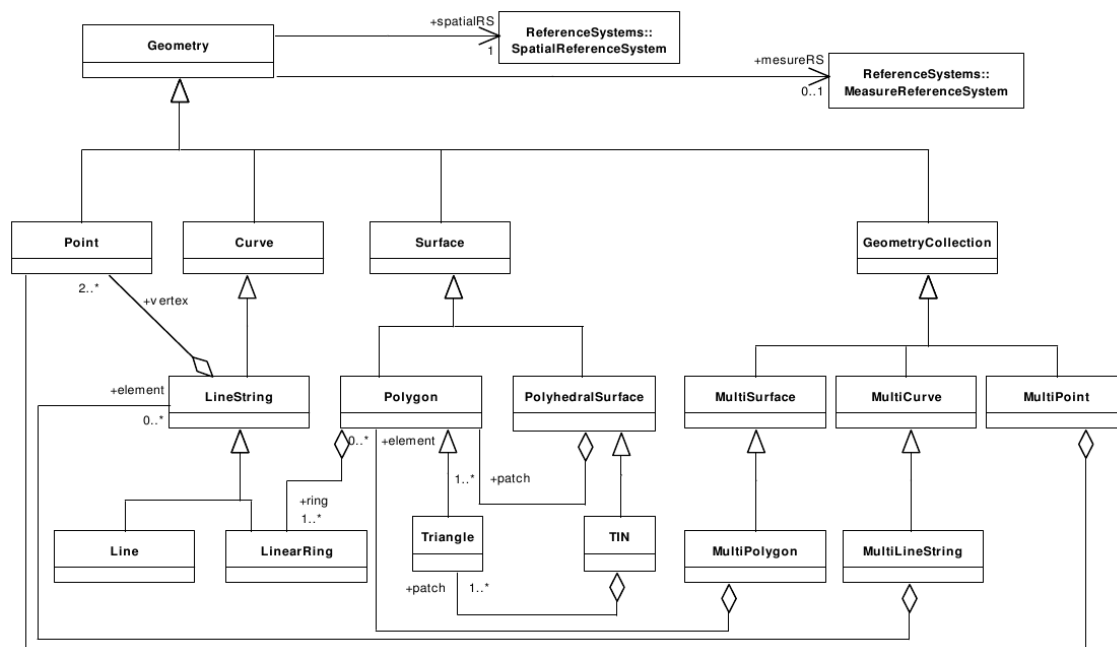 +spatialRS
1
ReferenceSystems::
SpatialReferenceSystem
Geometry
+mesureRS
0..1
ReferenceSystems::
MeasureReferenceSystem
Point
Curve
Surface
GeometryCollection
2..*
+vertex
+element
0..*
LineString
Polygon
PolyhedralSurface
MultiSurface
MultiCurve
MultiPoint
0..*
+element
1..*
+patch
+ring
1..*
Line
LinearRing
Triangle
TIN
MultiPolygon
MultiLineString
+patch
1..*